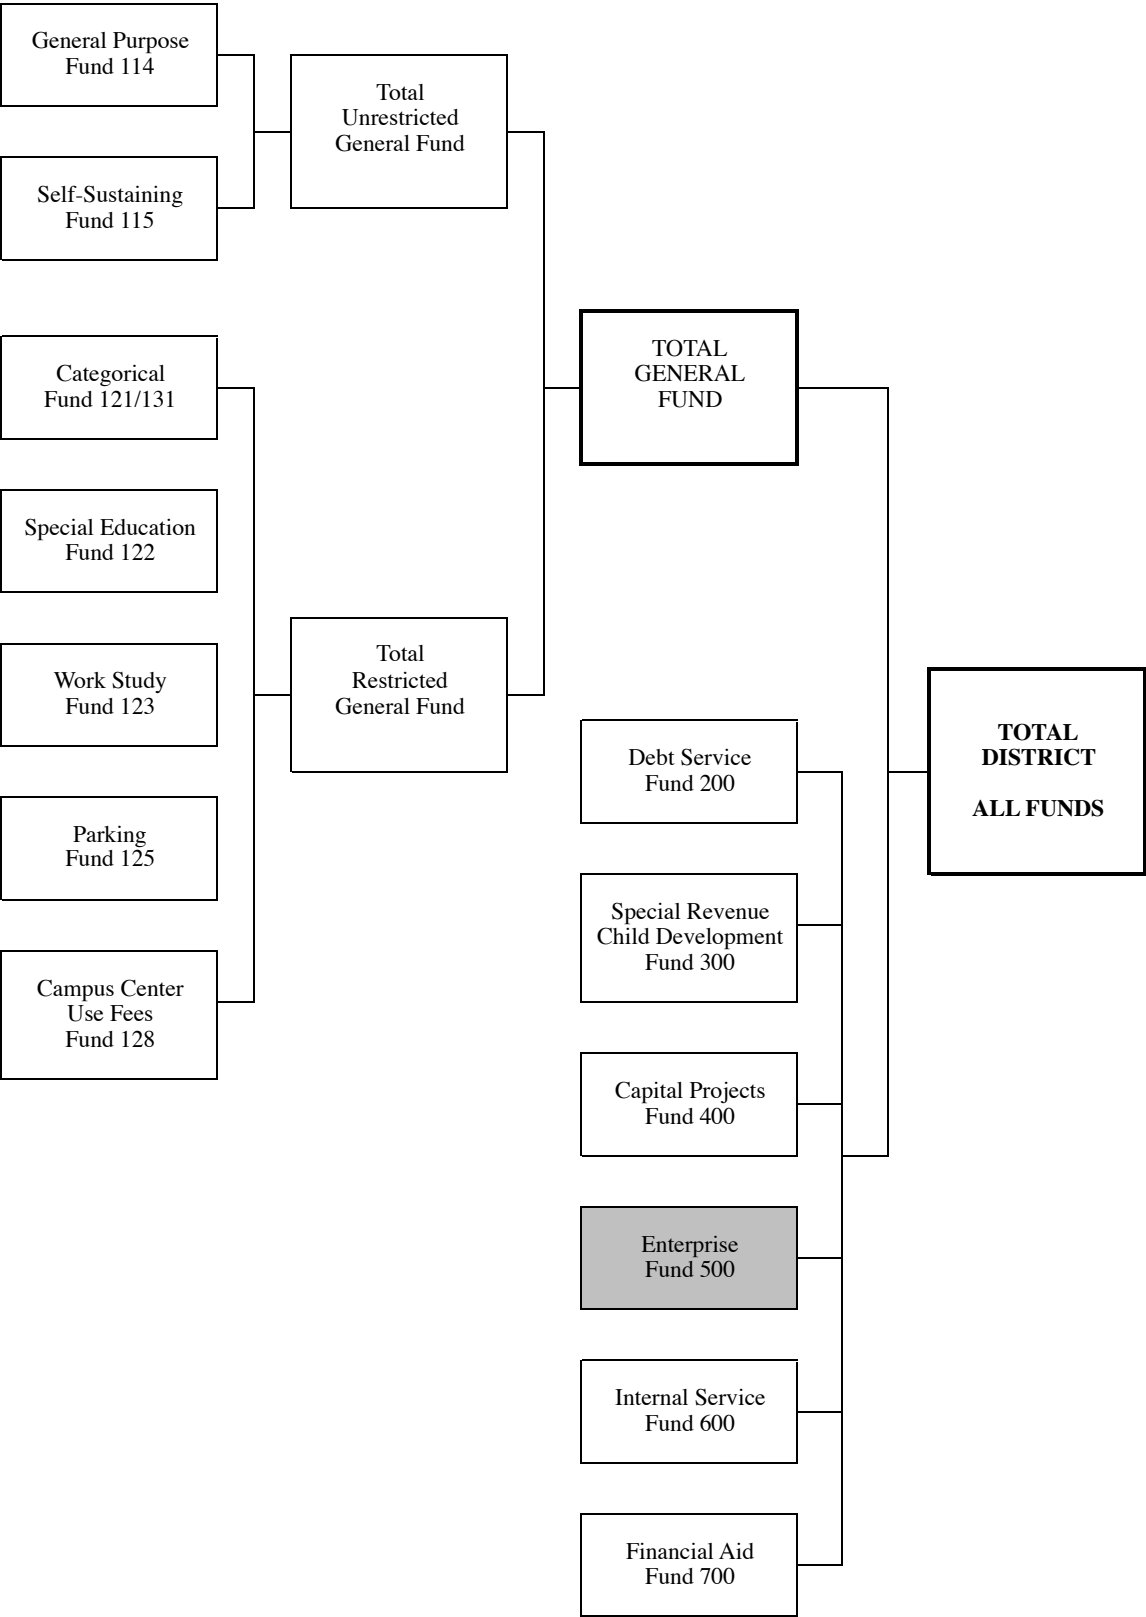 General Purpose
Fund 114
Self-Sustaining
Fund 115
Total
Unrestricted
General Fund
Categorical
Fund 121/131
Special Education
Fund 122
Work Study
Fund 123
Parking
Fund 125
Campus Center
Use Fees
Fund 128
Total
Restricted
General Fund
TOTAL
GENERAL
FUND
Debt Service
Fund 200
Special Revenue
Child Development
Fund 300
Capital Projects
Fund 400
Enterprise
Fund 500
Internal Service
Fund 600
Financial Aid
Fund 700
TOTAL
DISTRICT
ALL FUNDS